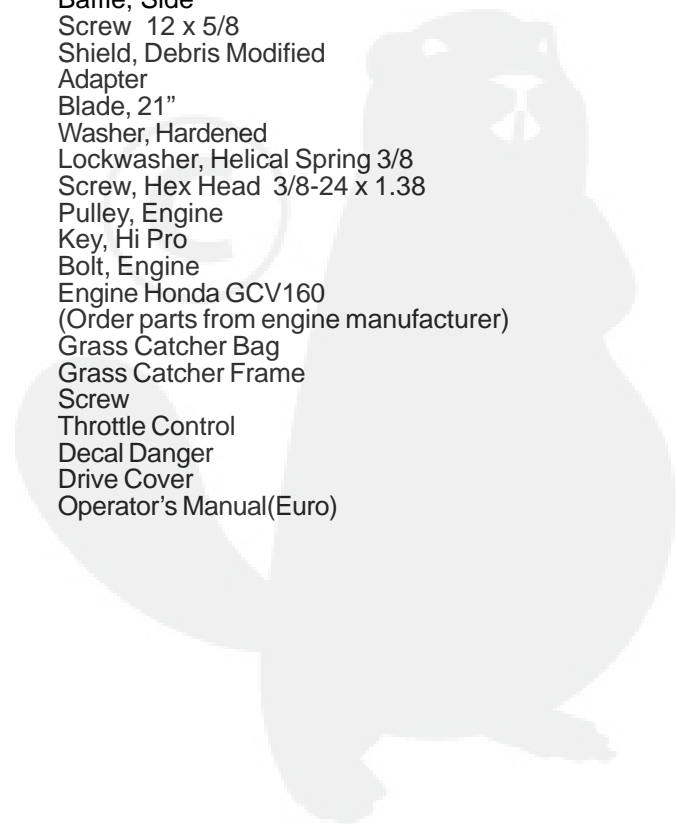 Baffle, Side
Screw  12 x 5/8
Shield, Debris Modified
Adapter
Blade, 21”
Washer, Hardened
Lockwasher, Helical Spring 3/8
Screw, Hex Head  3/8-24 x 1.38
Pulley, Engine
Key, Hi Pro
Bolt, Engine
Engine Honda GCV160
(Order parts from engine manufacturer)
Grass Catcher Bag
Grass Catcher Frame
Screw
Throttle Control
Decal Danger
Drive Cover
Operator’s Manual(Euro)
©